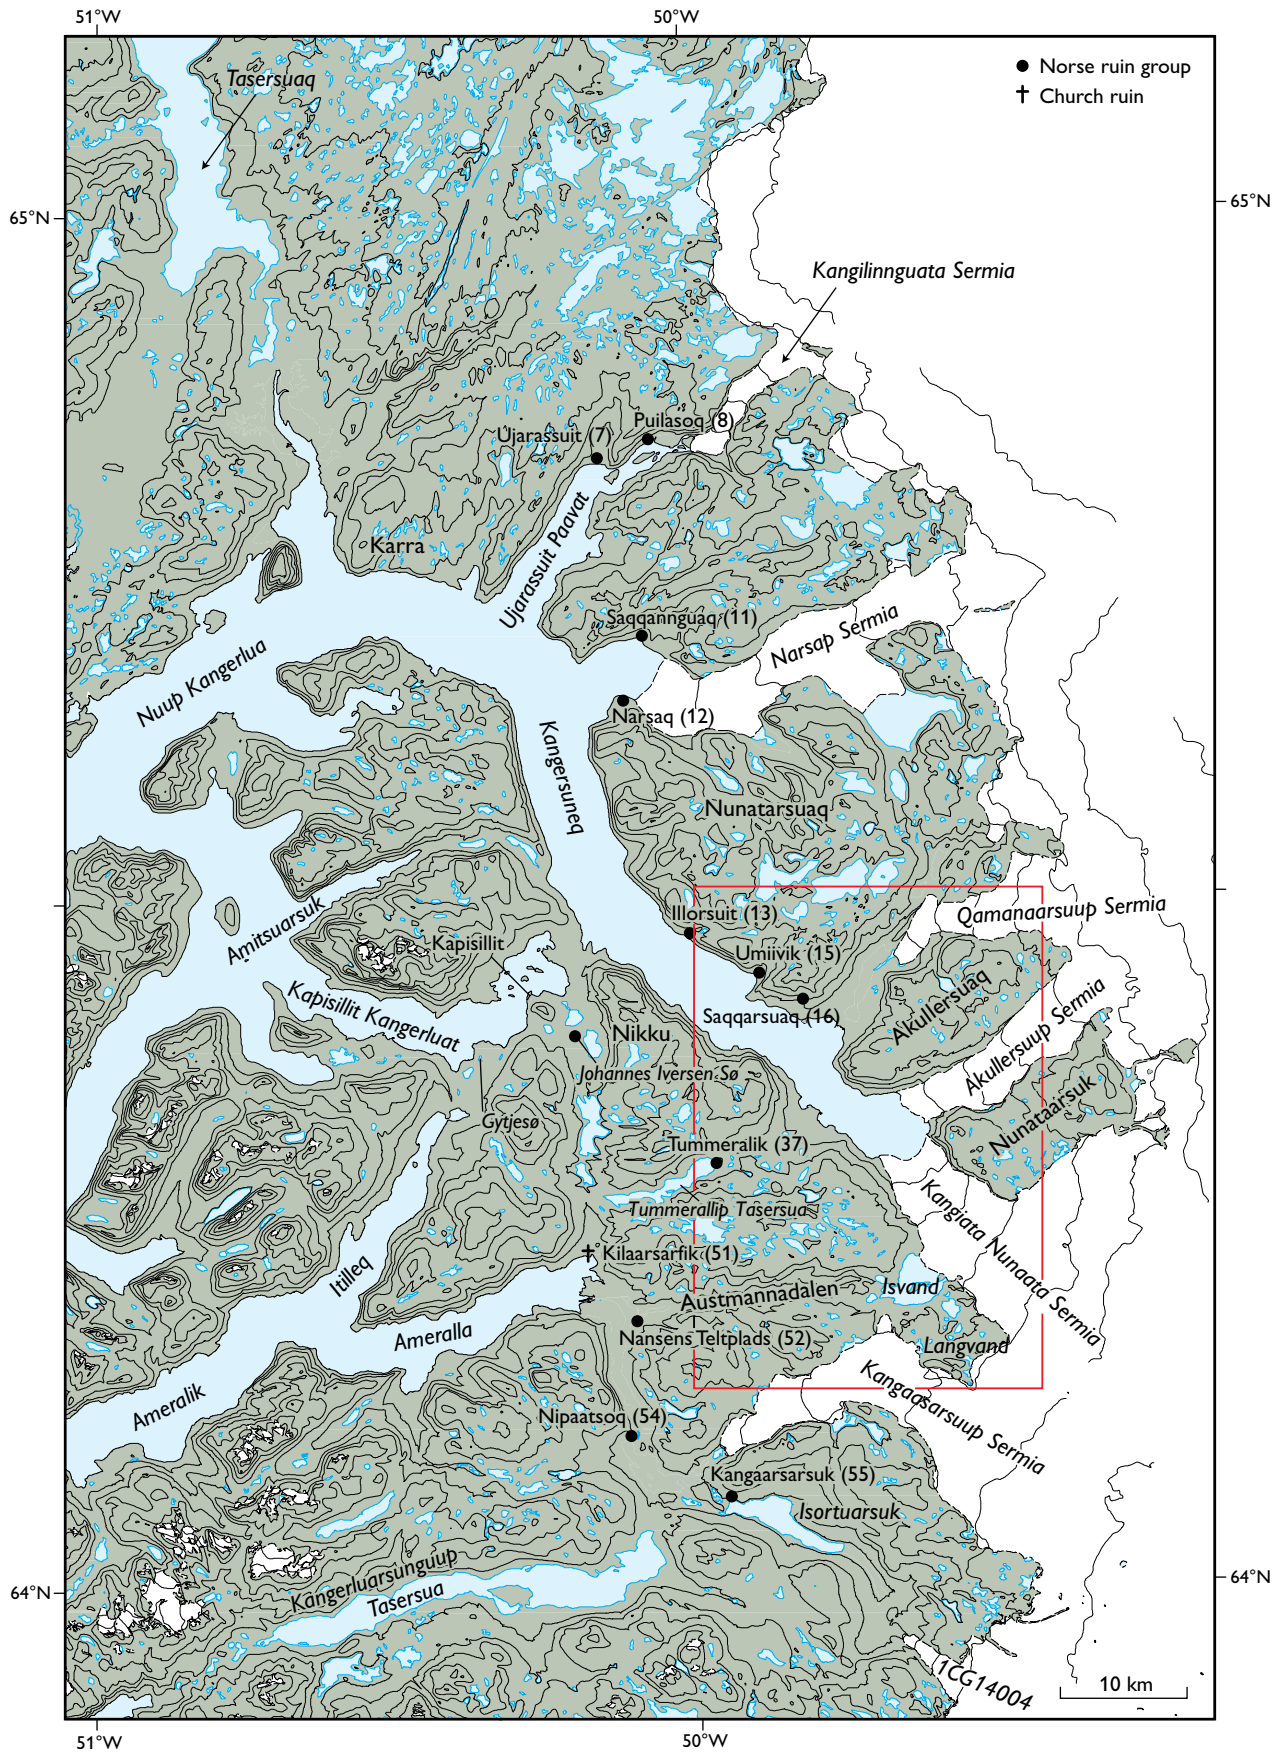 51°W
50°W
Tasersuaq
Norse ruin group
Church ruin
65°N
65°N
Kangilinnguata Sermia
Puilasoq (8)
Ujarassuit (7)
Karra
Ujarassuit Paavat
Saqqannguaq (11)
Narsap Sermia
Nuup Kangerlua
Narsaq (12)
Kangersuneq
Nunatarsuaq
Illorsuit (13)
Qamanaarsuup Sermia
Amitsuarsuk
Kapisillit
Umiivik (15)
Akullersuaq
Kapisillit Kangerluat
Saqqarsuaq (16)
Nikku
Akullersuup Sermia
Johannes Iversen Sø
Gytjesø
Nunataarsuk
Tummeralik (37)
Tummerallip Tasersua
Kangiata Nunaata Sermia
Kilaarsarfik (51)
Itilleq
Austmannadalen
Isvand
Ameralla
Nansens Teltplads (52)
Langvand
Ameralik
Kangaasarsuup Sermia
Nipaatsoq (54)
Kangaarsarsuk (55)
Isortuarsuk
Kangerluarsunguup
Tasersua
64°N
64°N
1CG14004
10 km
51°W
50°W